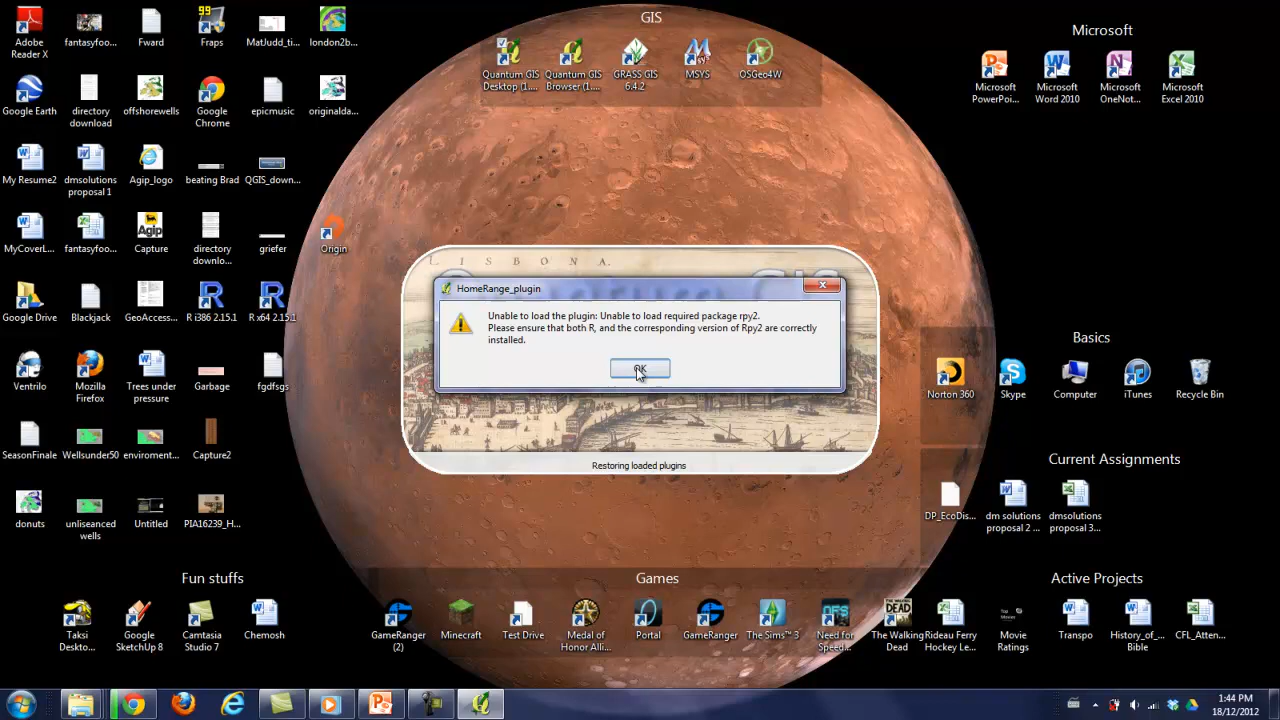 GIS
Microsoft
99
Adobe
Reader X
fantasyfoo...
Fward
Fraps
MatJudd_ti...
london2b...
Quantum GIS
Desktop (1....
Quantum GIS
Browser (1....
GRASS GIS
6.4.2
MSYS
OSGeo4W
Microsoft
PowerPoi...
Microsoft
Word 2010
Microsoft
OneNot...
Microsoft
Excel 2010
Google Earth
directory
download
offshorewells
Google
Chrome
epicmusic
originalda...
My Resume2
dmsolutions
proposal 1
Agip_logo
beating Brad
QGIS_down...
MyCoverL...
fantasyfoo...
Agip
Capture
directory
downlo...
griefer
Origin
LISBONA.
HomeRange_plugin
Unable to load the plugin: Unable to load required package rpy2.
Please ensure that both R, and the corresponding version of Rpy2 are correctly
installed.
OK
Restoring loaded plugins
Google Drive
Blackjack
GeoAccess...
R i386 2.15.1
R x64 2.15.1
Basics
Ventrilo
Mozilla
Firefox
Trees under
pressure
Garbage
fgdfsgs
Norton 360
Skype
Computer
iTunes
Recycle Bin
SeasonFinale
Wellsunder50
enviroment...
Capture2
Current Assignments
donuts
unliseanced
wells
Untitled
PIA16239_H...
DP_EcoDis...
dm solutions
proposal 2 ...
dmsolutions
proposal 3...
Fun stuffs
Games
Active Projects
Taksi
Deskto...
Google
SketchUp 8
Camtasia
Studio 7
Chemosh
GameRanger
(2)
Minecraft
Test Drive
Medal of
Honor Alli...
Portal
GameRanger
The Sims™ 3
Need for
Speed...
The Walking
Dead
Rideau Ferry
Hockey Le...
Movie
Ratings
Transpo
History_of_...
Bible
CFL_Atten...
1:44 PM
18/12/2012